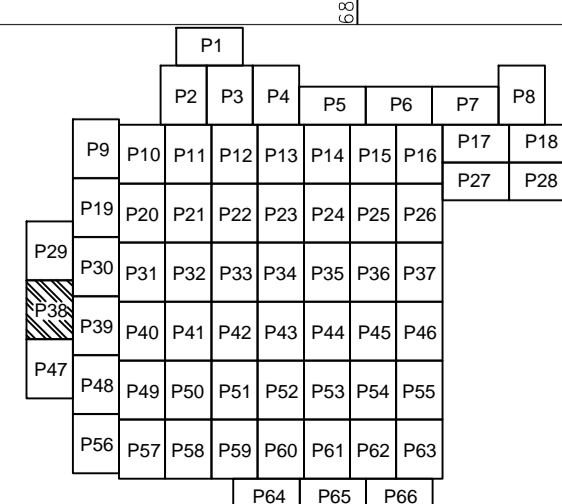 68
P1
P2 P3 P4 P5 P6 P7 P8
P9 P10 P11 P12 P13 P14 P15 P16 P17 P18
P27 P28
P19 P20 P21 P22 P23 P24 P25 P26
P29 P30 P31 P32 P33 P34 P35 P36 P37
P38 P39 P40 P41 P42 P43 P44 P45 P46
P47 P48 P49 P50 P51 P52 P53 P54 P55
P56 P57 P58 P59 P60 P61 P62 P63
P64 P65 P66